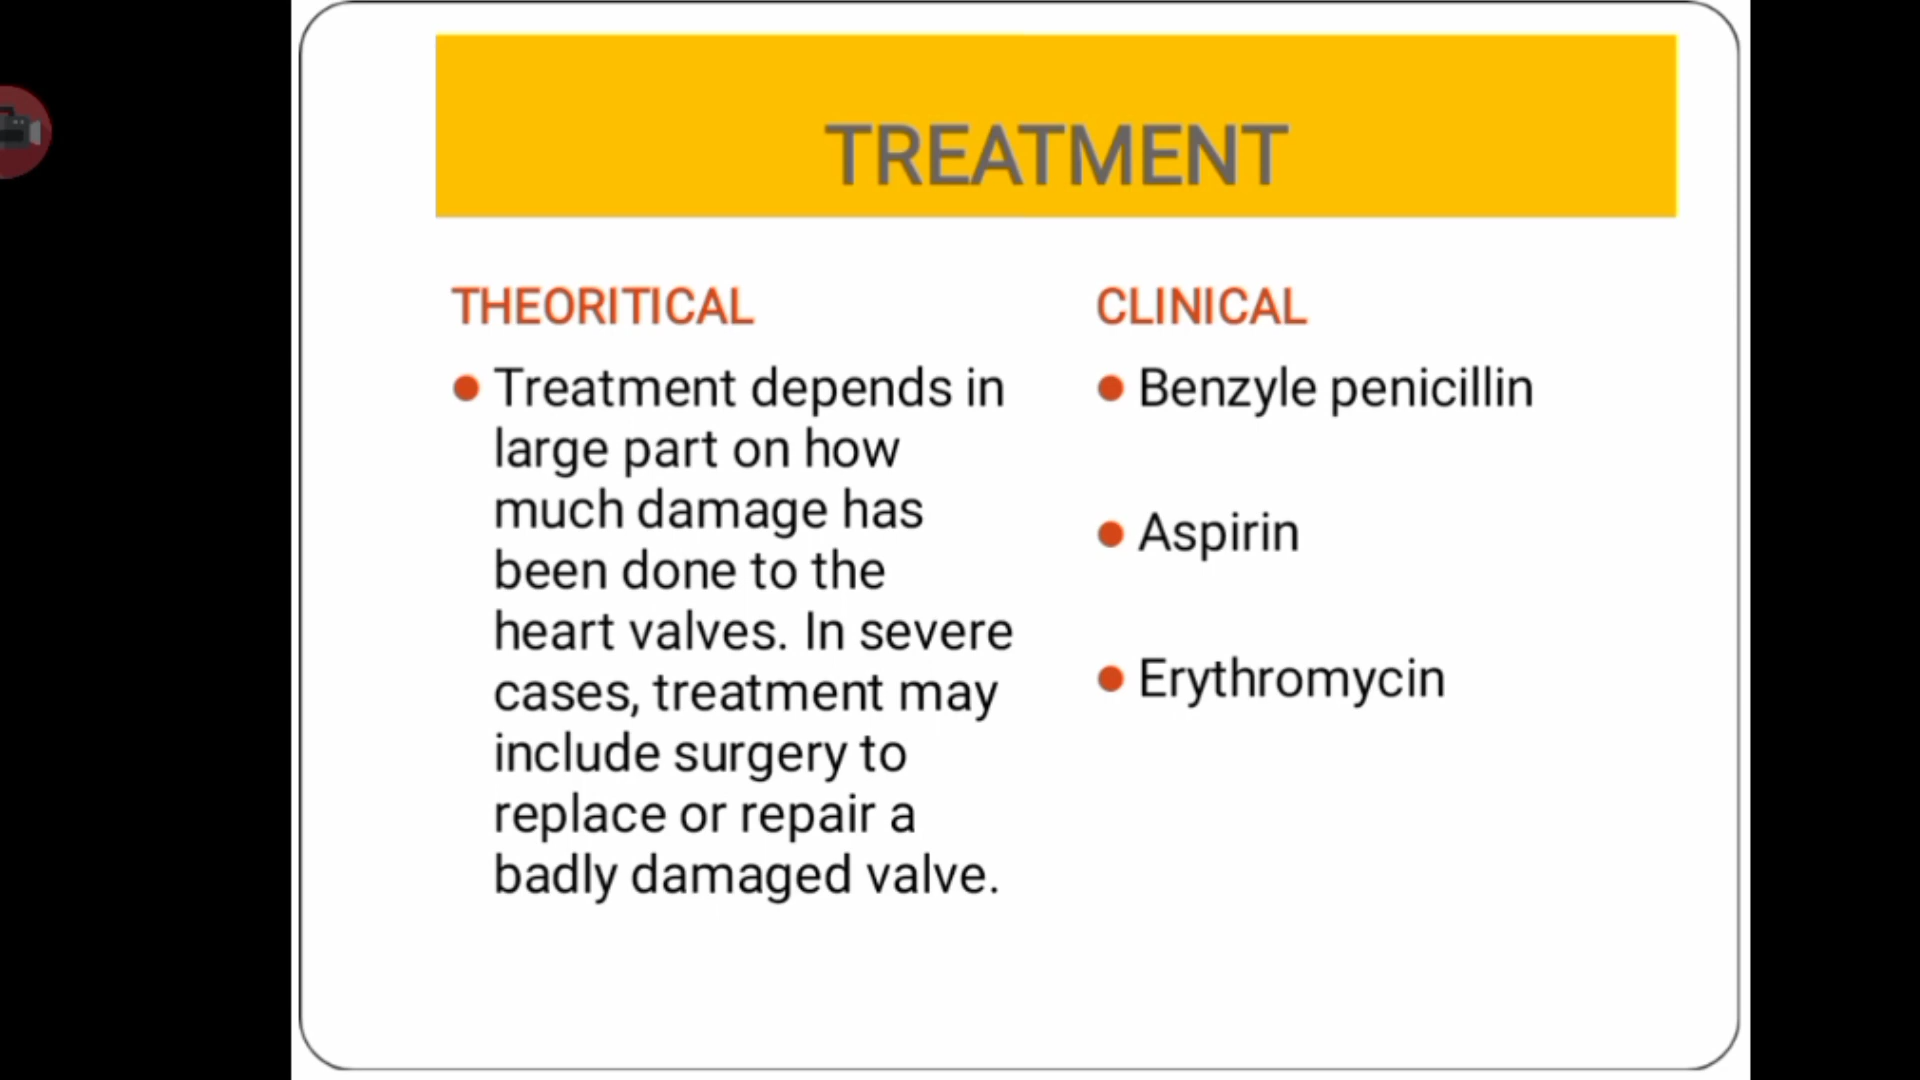 TREATMENT
THEORITICAL
Treatment depends in
large part on how
much damage has
been done to the
heart valves. In severe
cases, treatment may
include surgery to
replace or repair a
badly damaged valve.
CLINICAL
Benzyle penicillin
Aspirin
Erythromycin